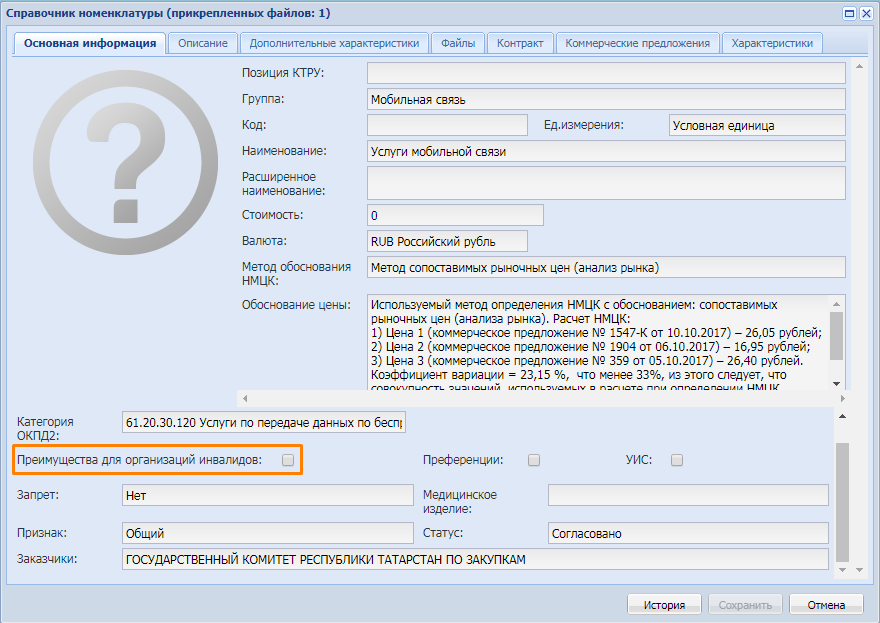 Справочник номенклатуры (прикрепленных файлов: 1)
Основная информация Описание Дополнительные характеристики Файлы Контракт Коммерческие предложения Характеристики
Позиция КТРУ:
Группа: Мобильная связь
Код: Ед.измерения: Условная единица
Наименование: Услуги мобильной связи
Расширенное
наименование:
Стоимость: 0
Валюта: RUB Российский рубль
Метод обоснования
НМЦК: Метод сопоставимых рыночных цен (анализ рынка)
Обоснование цены: Используемый метод определения НМЦК с обоснованием: сопоставимых
рыночных цен (анализа рынка). Расчет НМЦК:
1) Цена 1 (коммерческое предложение № 1547-К от 10.10.2017) – 26,05 рублей;
2) Цена 2 (коммерческое предложение № 1904 от 06.10.2017) – 16,95 рублей;
3) Цена 3 (коммерческое предложение № 359 от 05.10.2017) – 26,40 рублей.
Коэффициент вариации = 23,15 %, что менее 33%, из этого следует, что
совокупность значений, используемых в расчете при определении НМЦК
Категория
ОКПД2: 61.20.30.120 Услуги по передаче данных по беспр
Преимущества для организаций инвалидов: Преференции: УИС:
Запрет: Нет Медицинское
изделие:
Признак: Общий Статус: Согласовано
Заказчики: ГОСУДАРСТВЕННЫЙ КОМИТЕТ РЕСПУБЛИКИ ТАТАРСТАН ПО ЗАКУПКАМ
История Сохранить Отмена